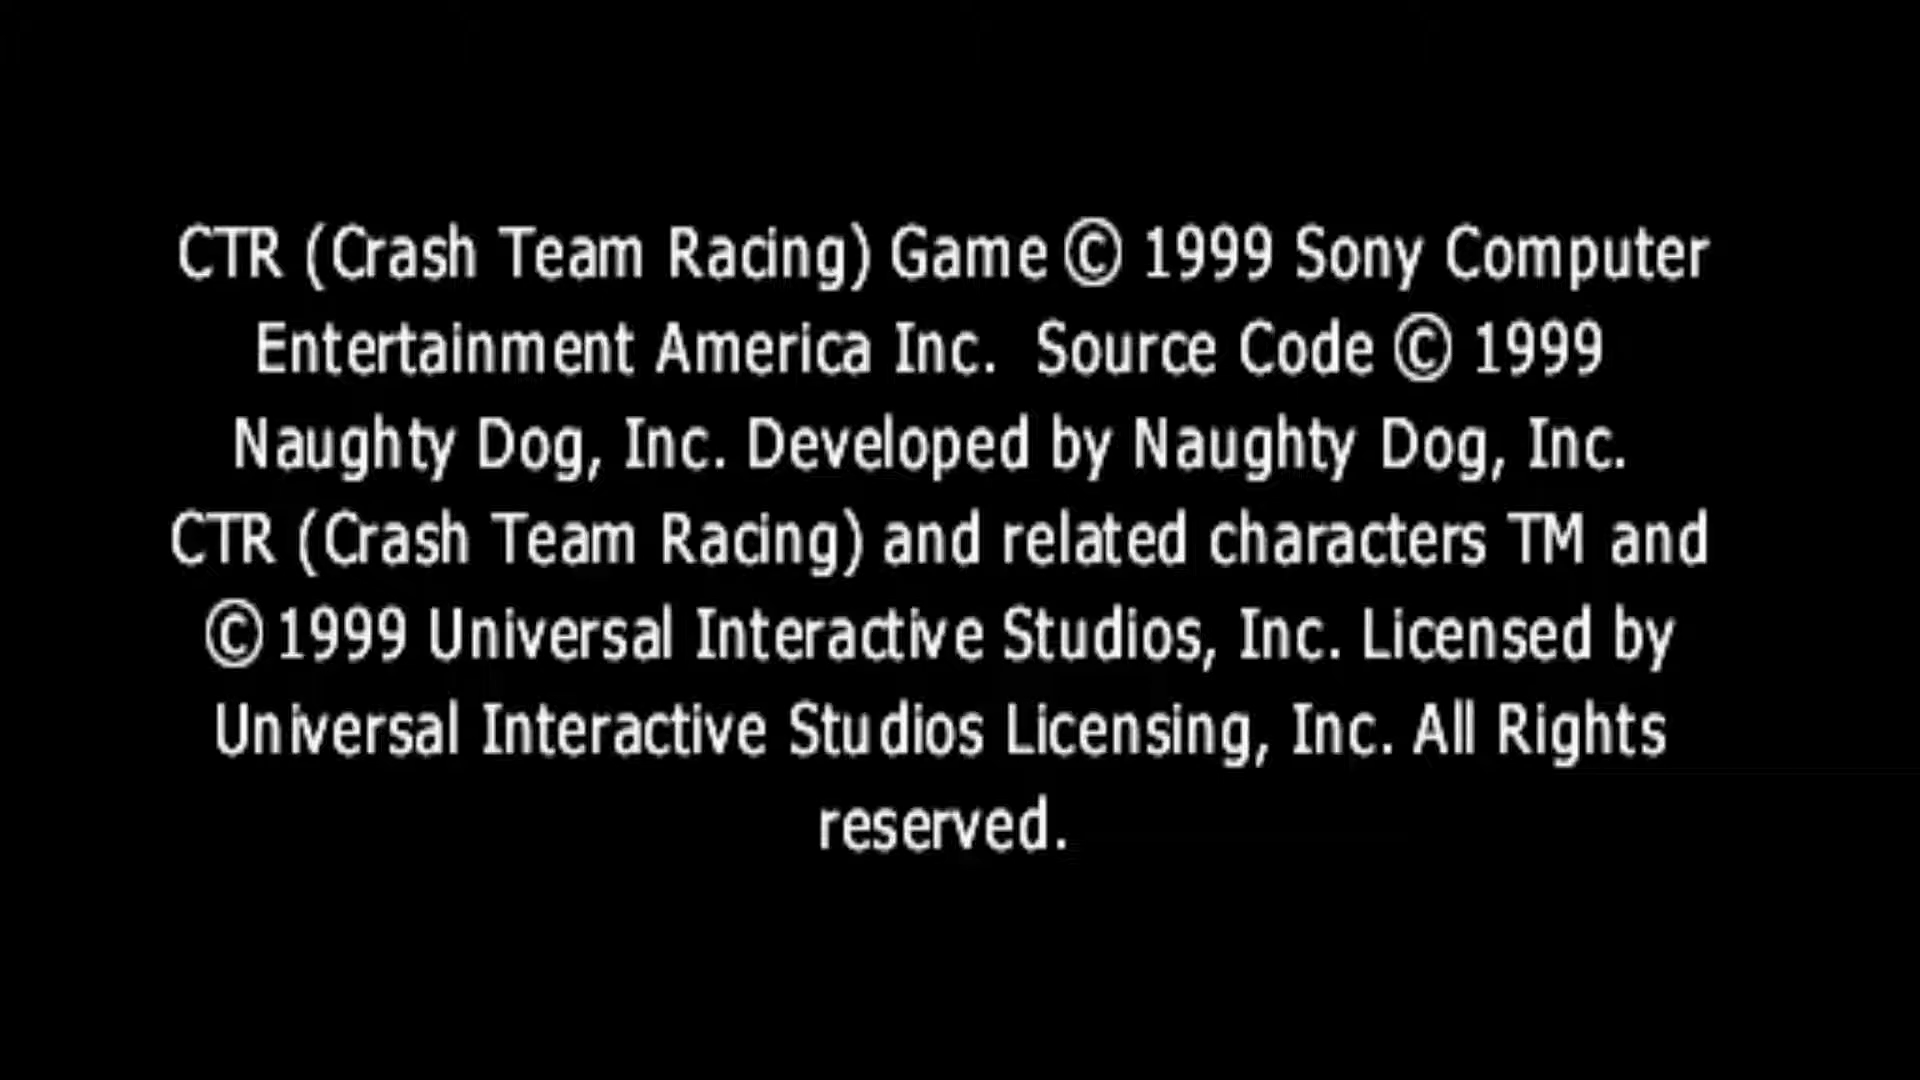 CTR (Crash Team Racing) Game © 1999 Sony Computer
Entertainment America Inc.  Source Code © 1999
Naughty Dog, Inc. Developed by Naughty Dog, Inc.
CTR (Crash Team Racing) and related characters TM and
© 1999 Universal Interactive Studios, Inc. Licensed by
Universal Interactive Studios Licensing, Inc. All Rights
reserved.